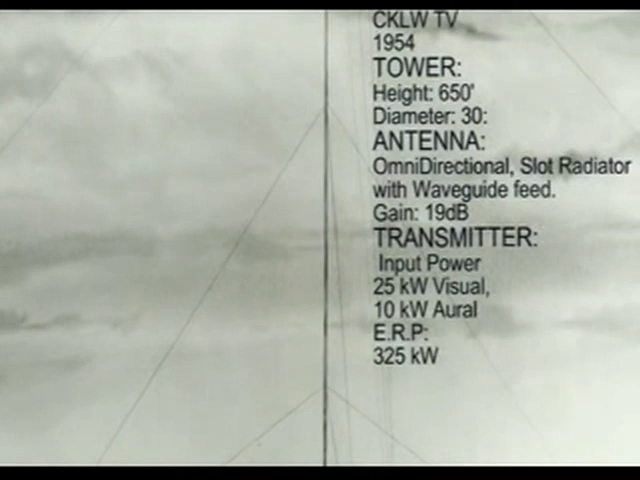 CKLW TV
1954
TOWER:
Height: 650'
Diameter: 30:
ANTENNA:
OmniDirectional, Slot Radiator
with Waveguide feed.
Gain: 19dB
TRANSMITTER:
Input Power
25 kW Visual,
10 kW Aural
E.R.P:
325 kW